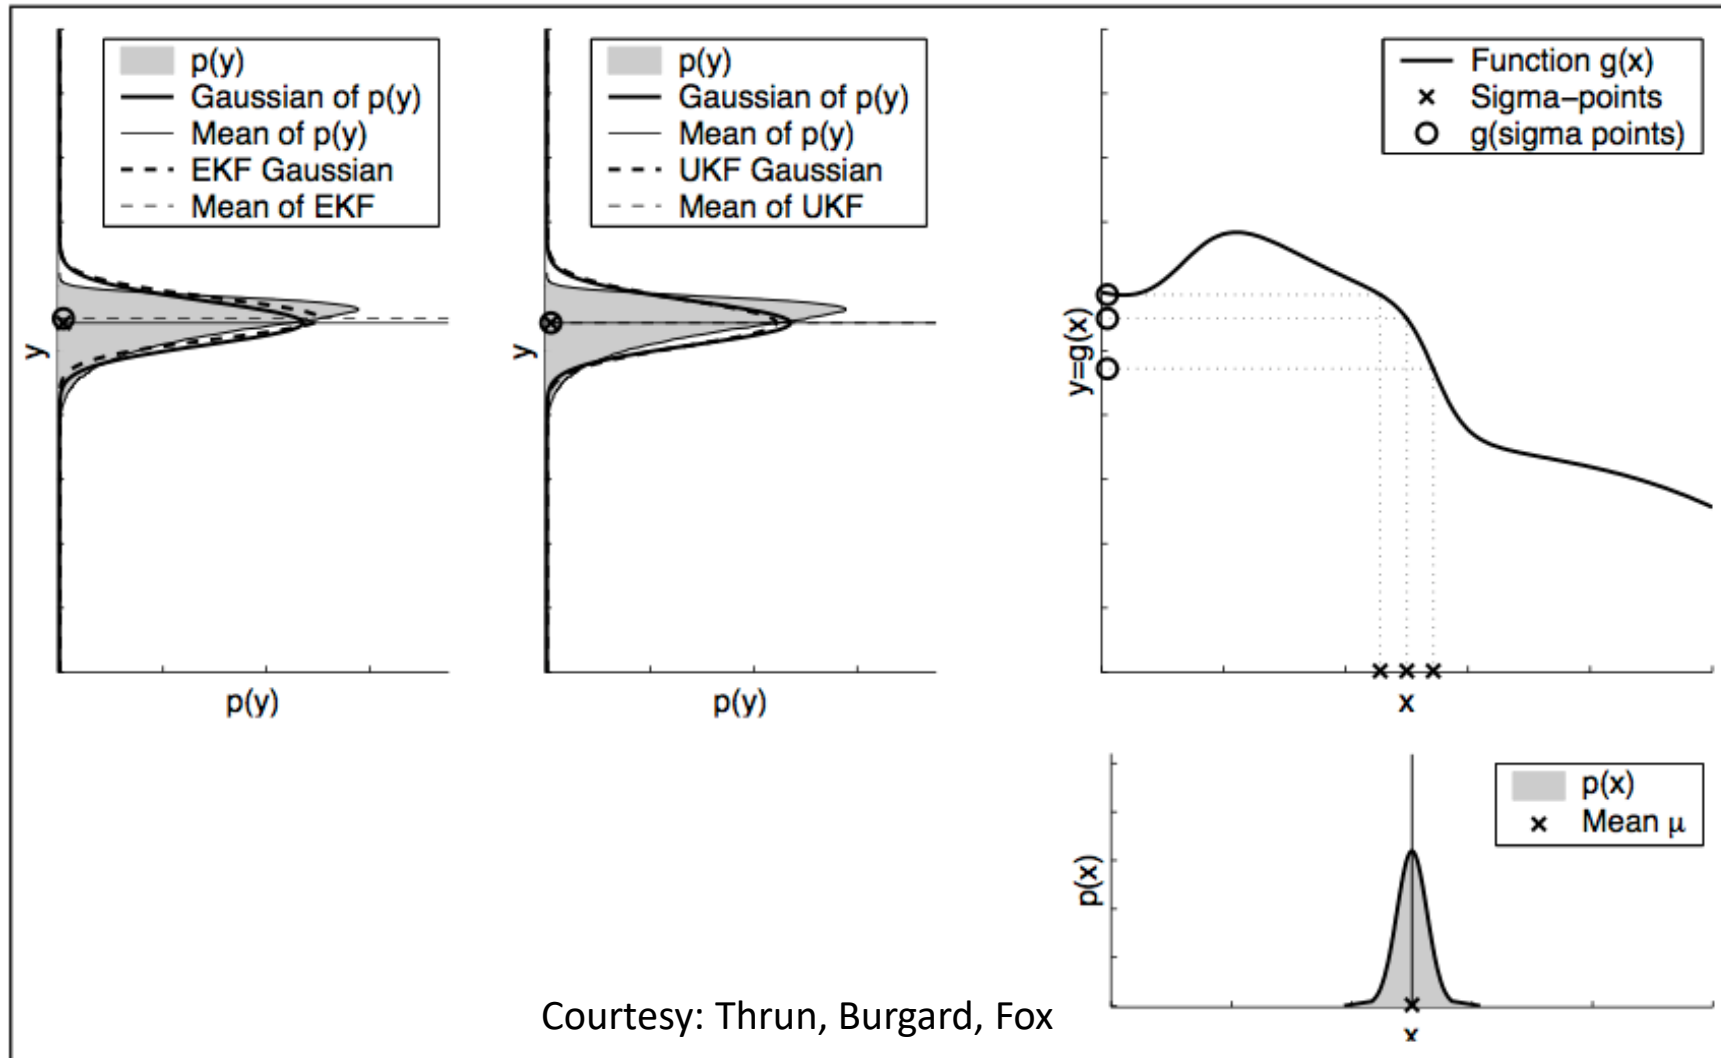 p(y)
Gaussian of p(y)
Mean of p(y)
EKF Gaussian
Mean of EKF
y
p(y)
p(y)
Gaussian of p(y)
Mean of p(y)
UKF Gaussian
Mean of UKF
y
p(y)
Function g(x)
Sigma-points
g(sigma points)
y=g(x)
x
p(x)
Mean μ
p(x)
x
Courtesy: Thrun, Burgard, Fox